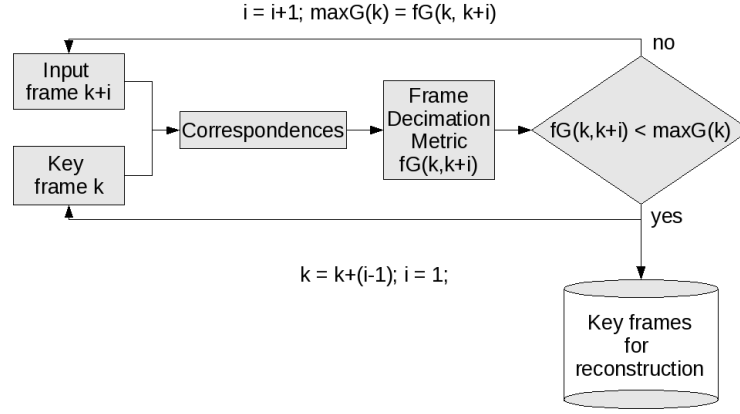 i = i+1; maxG(k) = fG(k, k+i)
no
Input
frame k+i
Key
frame k
Correspondences
Frame
Decimation
Metric
fG(k,k+i)
fG(k,k+i) < maxG(k)
yes
k = k+(i-1); i = 1;
Key frames
for
reconstruction